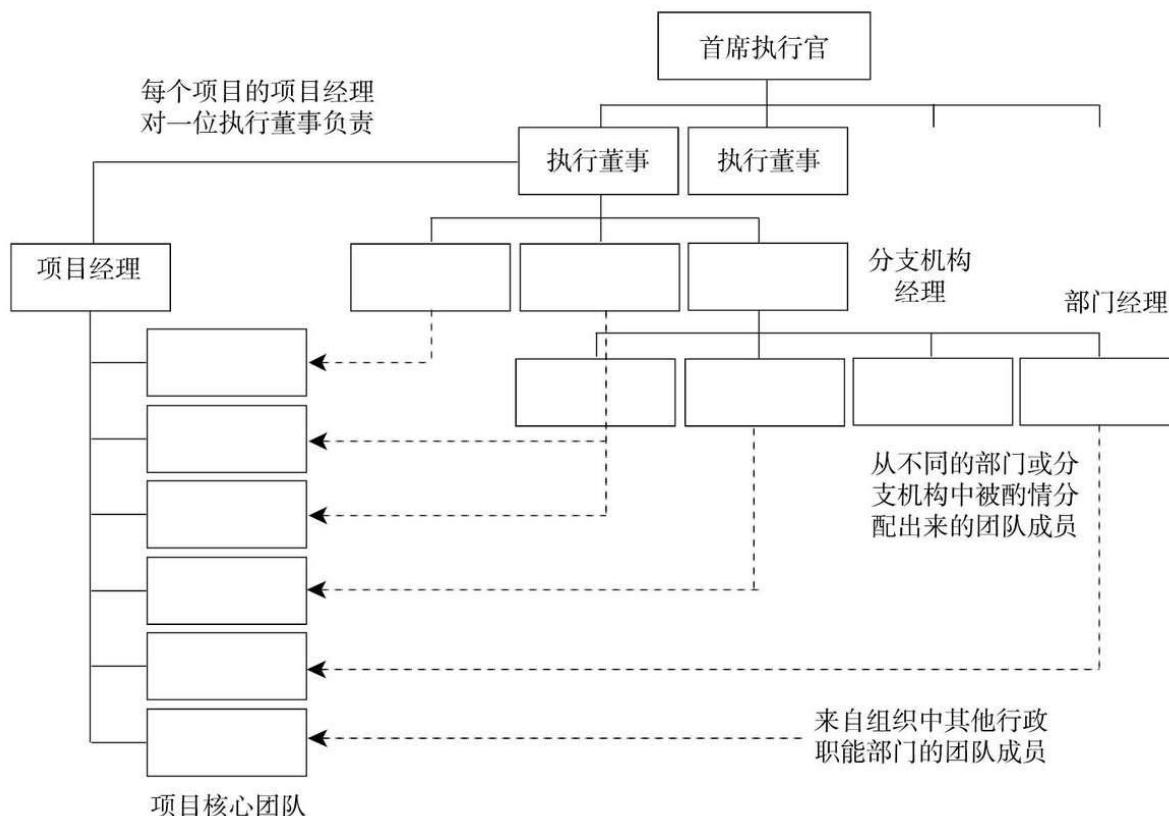 首席执行官
每个项目的项目经理
对一位执行董事负责
执行董事
执行董事
项目经理
分支机构
经理
部门经理
从不同的部门或分
支机构中被酌情分
配出来的团队成员
来自组织中其他行政
职能部门的团队成员
项目核心团队